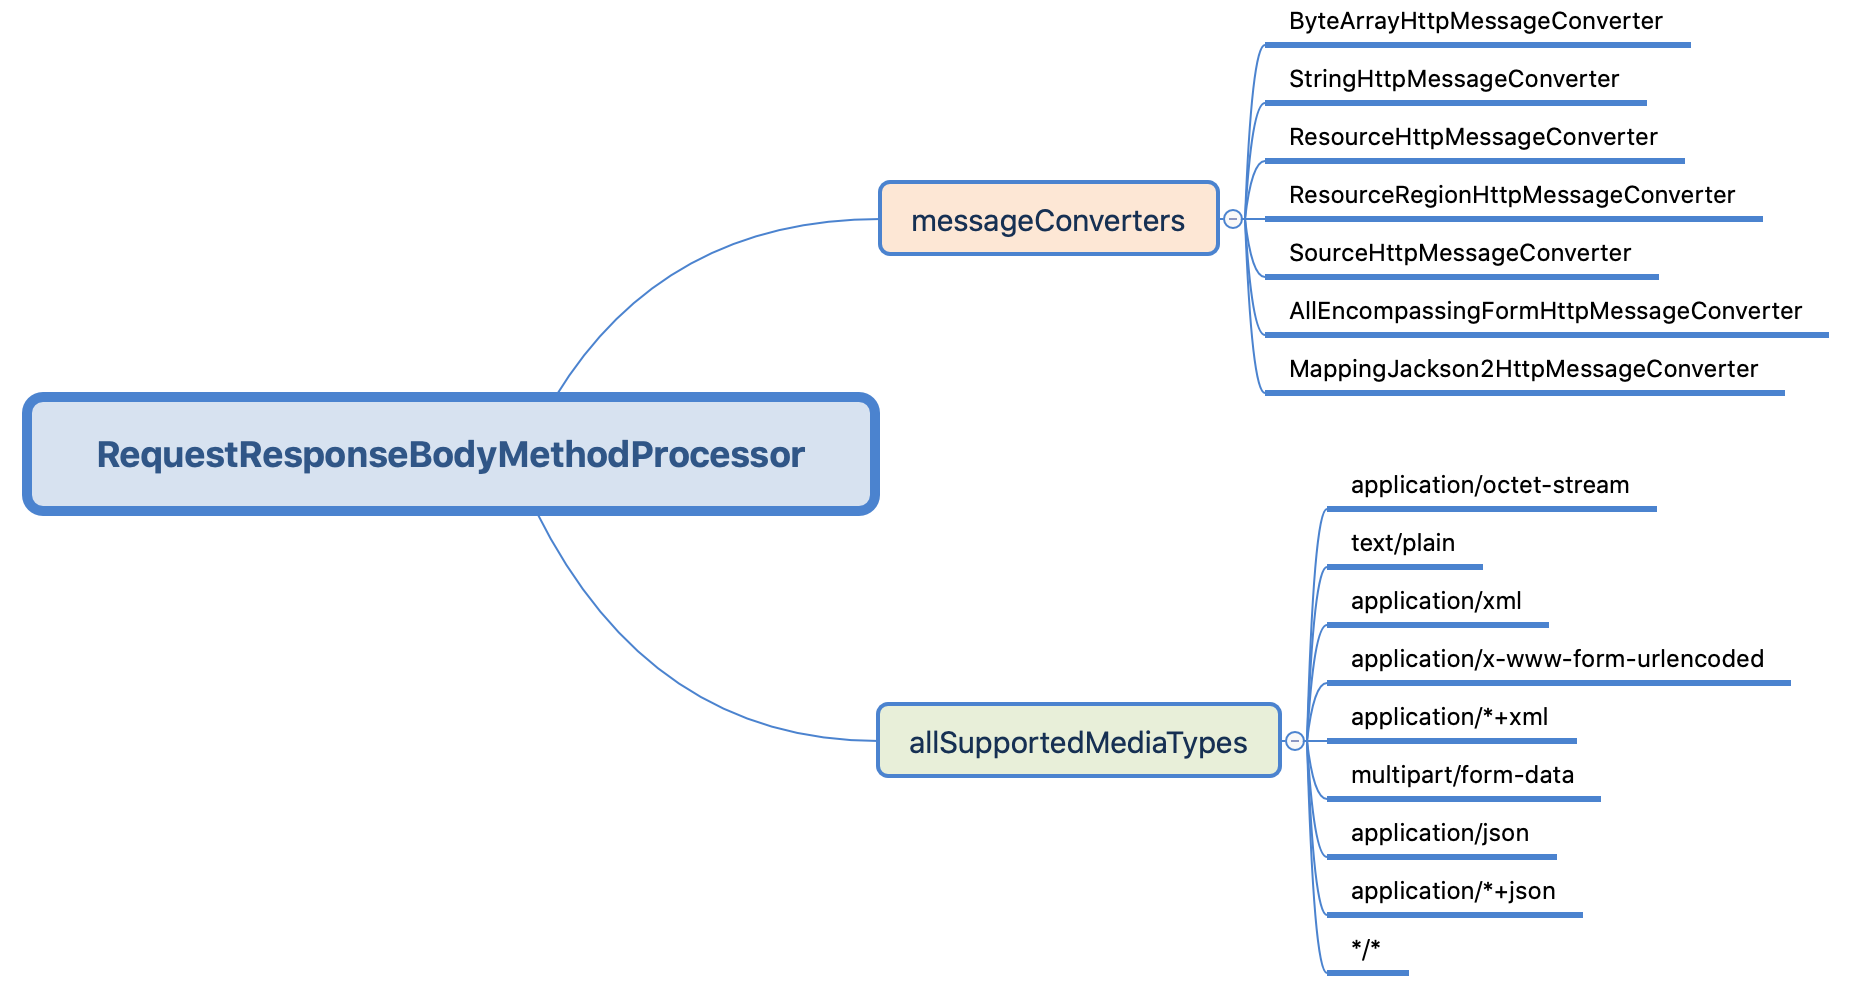 RequestResponseBodyMethodProcessor
messageConverters
ByteArrayHttpMessageConverter
StringHttpMessageConverter
ResourceHttpMessageConverter
ResourceRegionHttpMessageConverter
SourceHttpMessageConverter
AllEncompassingFormHttpMessageConverter
MappingJackson2HttpMessageConverter
allSupportedMediaTypes
application/octet-stream
text/plain
application/xml
application/x-www-form-urlencoded
application/*+xml
multipart/form-data
application/json
application/*+json
*/*